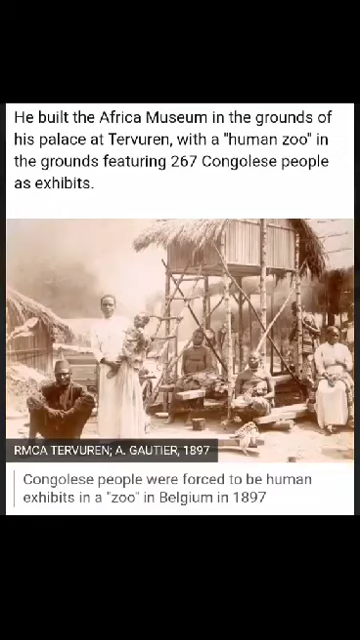 He built the Africa Museum in the grounds of
his palace at Tervuren, with a "human zoo" in
the grounds featuring 267 Congolese people
as exhibits.
RMCA TERVUREN; A. GAUTIER, 1897
Congolese people were forced to be human
exhibits in a "zoo" in Belgium in 1897